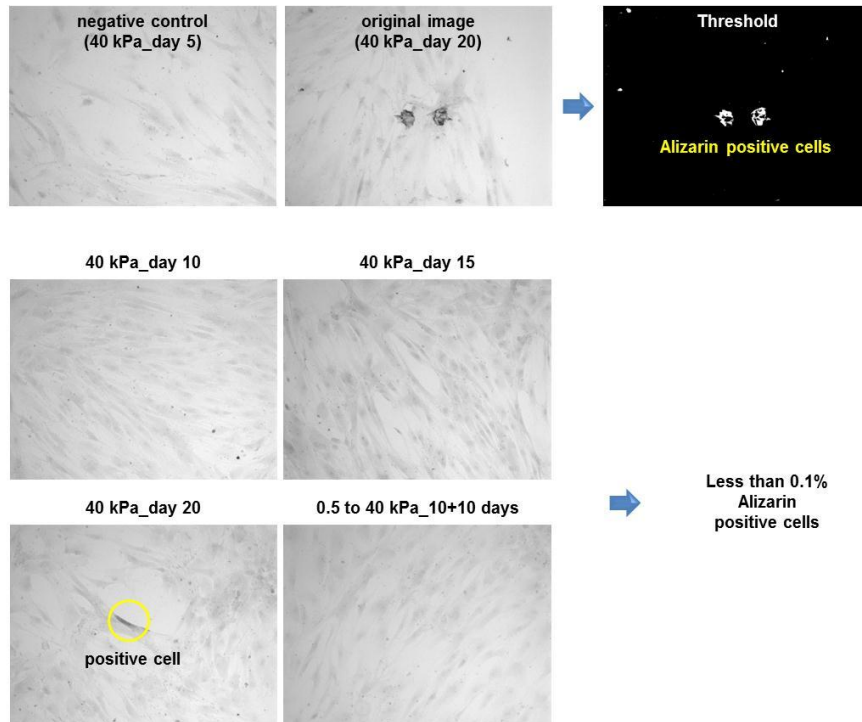 negative control
(40 kPa_day 5)
original image
(40 kPa_day 20)
Threshold
Alizarin positive cells
40 kPa_day 10
40 kPa_day 15
40 kPa_day 20
0.5 to 40 kPa_10+10 days
positive cell
Less than 0.1%
Alizarin
positive cells